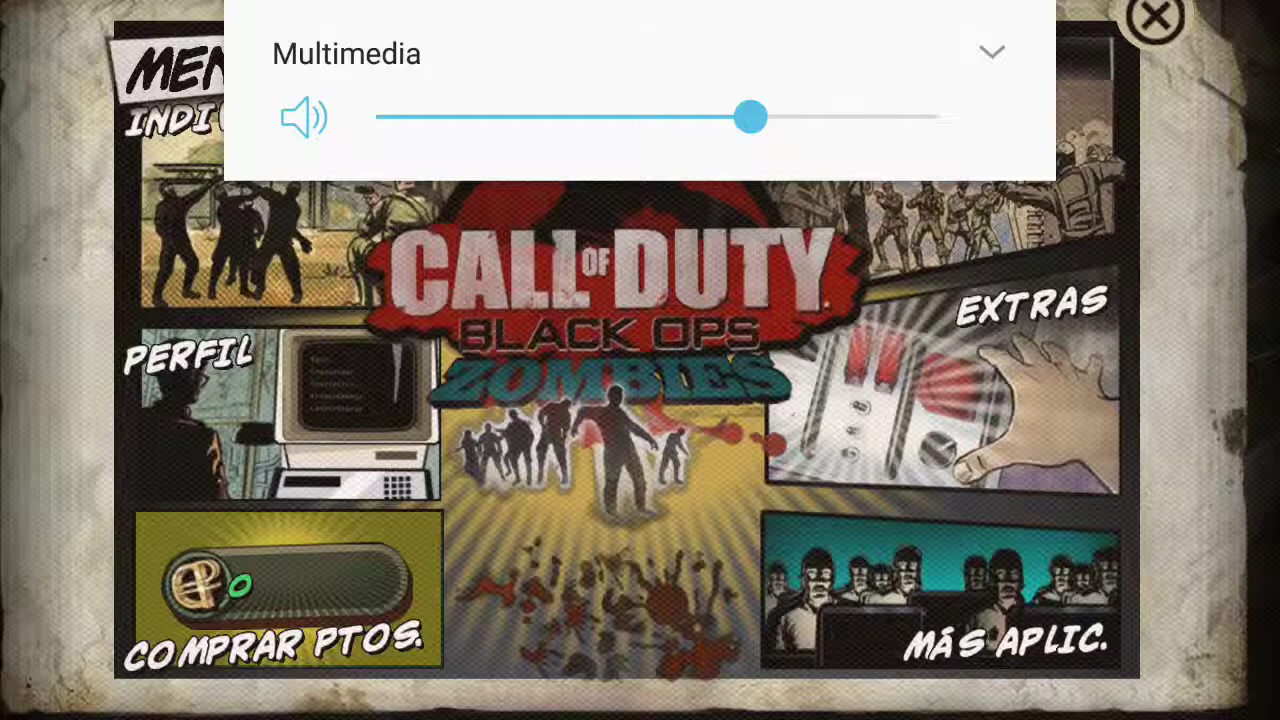 Multimedia
MEN
INDI
CALL OF DUTY
BLACK OPS
ZOMBIES
EXTRAS
PERFIL
0
COMPRAR PTOS.
MÁS APLIC.